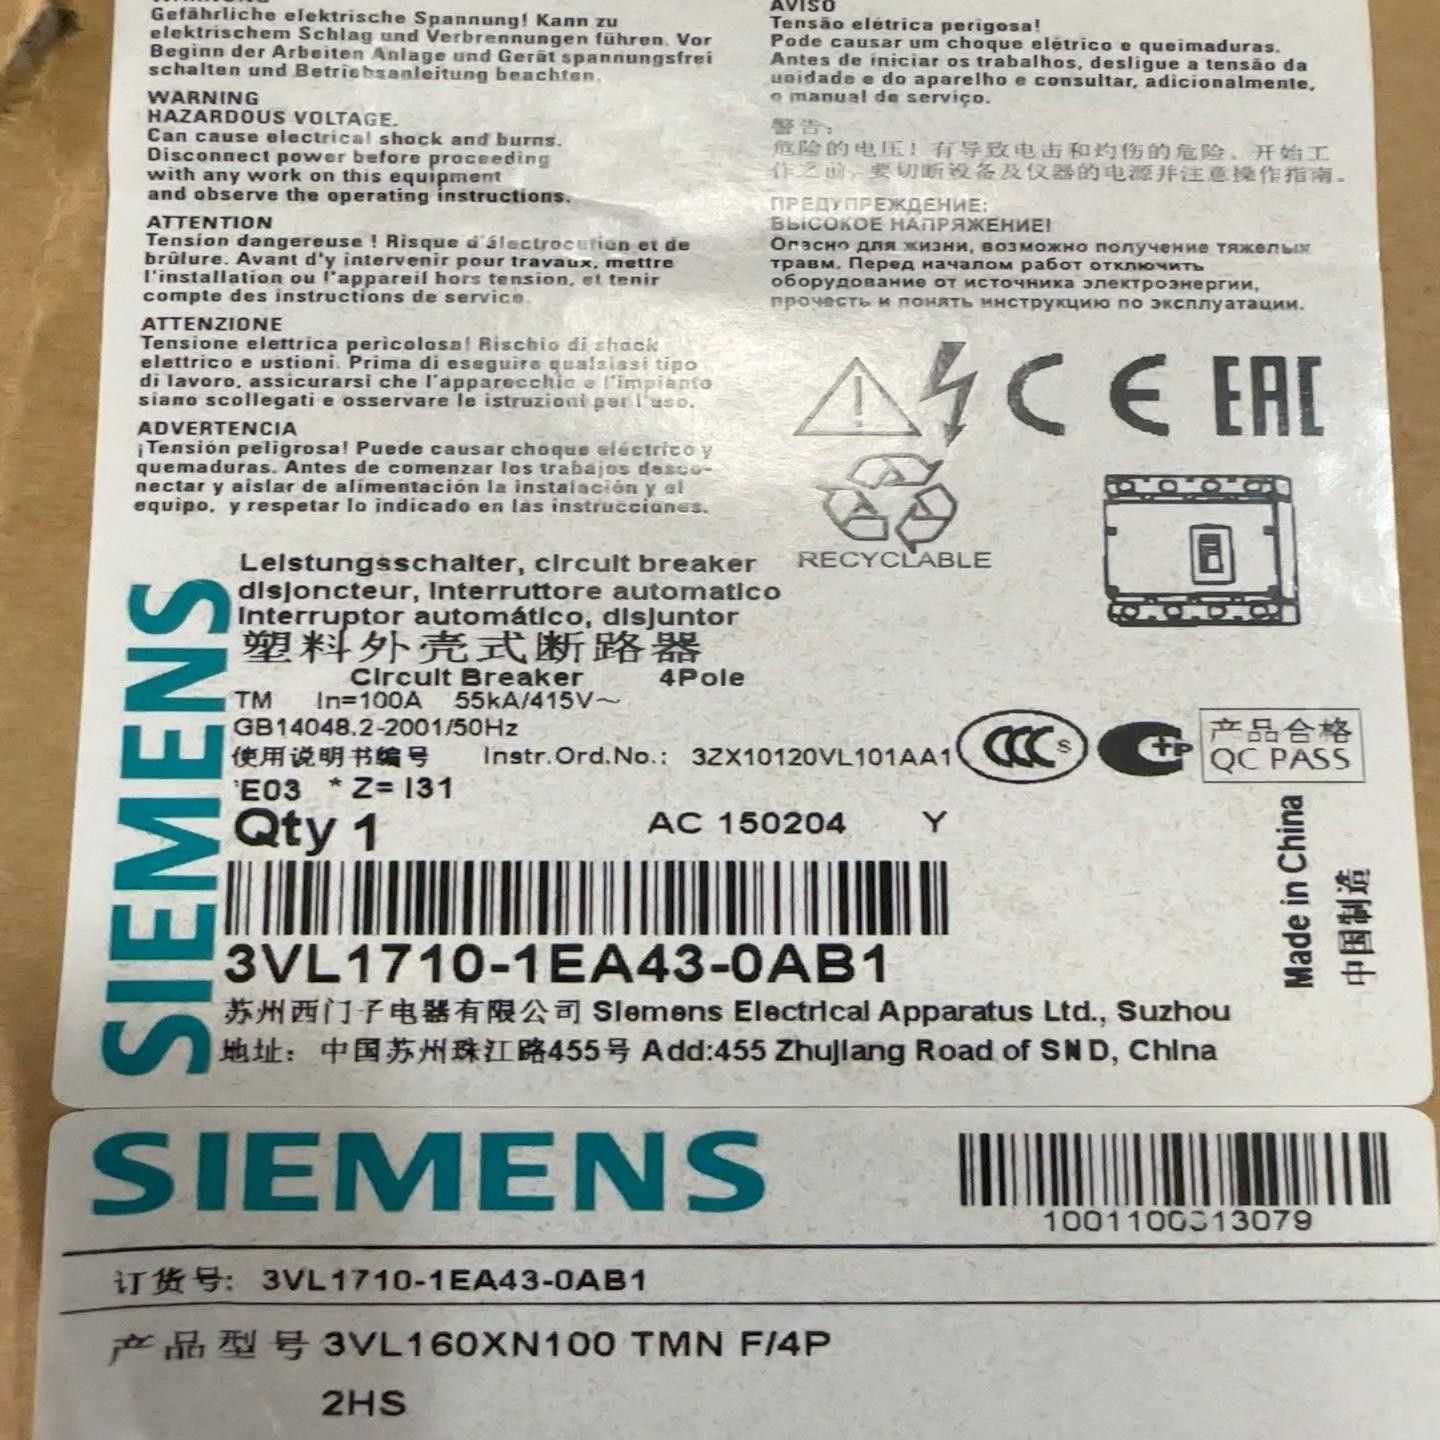 Gefährliche elektrische Spannung! Kann zu
elektrischem Schlag und Verbrennungen führen. Vor
Beginn der Arbeiten Anlage und Gerät spannungsfrei
schalten und Betriebsanleitung beachten.
WARNING
HAZARDOUS VOLTAGE.
Can cause electrical shock and burns.
Disconnect power before proceeding
with any work on this equipment
and observe the operating instructions.
ATTENTION
Tension dangereuse ! Risque d'électrocution et de
brûlure. Avant d'y intervenir pour travaux, mettre
l'installation ou l'appareil hors tension, et tenir
compte des instructions de service.
ATTENZIONE
Tensione elettrica pericolosa! Rischio di shock
elettrico e ustioni. Prima di eseguire qualsiasi tipo
di lavoro, assicurarsi che l'apparecchio e l'impianto
siano scollegati e osservare le istruzioni per l'uso.
ADVERTENCIA
¡Tensión peligrosa! Puede causar choque eléctrico y
quemaduras. Antes de comenzar los trabajos desco-
nectar y aislar de alimentación la instalación y el
equipo, y respetar lo indicado en las instrucciones.
AVISO
Tensão elétrica perigosa!
Pode causar um choque elétrico e queimaduras.
Antes de iniciar os trabalhos, desligue a tensão da
unidade e do aparelho e consultar, adicionalmente,
o manual de serviço.
警告:
危险的电压! 有导致电击和灼伤的危险。开始工
作之前,要切断设备及仪器的电源并注意操作指南。
ПРЕДУПРЕЖДЕНИЕ:
ВЫСОКОЕ НАПРЯЖЕНИЕ!
Опасно для жизни, возможно получение тяжелых
травм. Перед началом работ отключить
оборудование от источника электроэнергии,
прочесть и понять инструкцию по эксплуатации.
CE EAC
RECYCLABLE
SIEMENS
Leistungsschalter, circuit breaker
disjoncteur, Interruttore automatico
Interruptor automático, disjuntor
塑料外壳式断路器
Circuit Breaker 4Pole
TM In=100A 55kA/415V~
GB14048.2-2001/50Hz
使用说明书编号 Instr.Ord.No.: 3ZX10120VL101AA1
CCC S
产品合格
QC PASS
'E03 * Z= I31
Qty 1 AC 150204 Y
Made in China
中国制造
3VL1710-1EA43-0AB1
苏州西门子电器有限公司 Siemens Electrical Apparatus Ltd., Suzhou
地址: 中国苏州珠江路455号 Add:455 Zhujiang Road of SND, China
SIEMENS
1001100313079
订货号: 3VL1710-1EA43-0AB1
产品型号 3VL160XN100 TMN F/4P
2HS